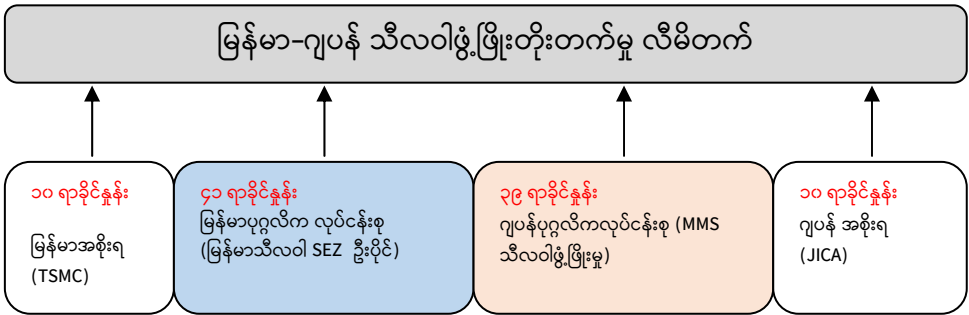 မြန်မာ-ဂျပန် သီလဝါဖွံ့ဖြိုးတိုးတက်မှု လီမိတက်
၁၀ ရာခိုင်နှုန်း
မြန်မာအစိုးရ
(TSMC)
၄၁ ရာခိုင်နှုန်း
မြန်မာပုဂ္ဂလိက လုပ်ငန်းစု
(မြန်မာသီလဝါ SEZ ဦးပိုင်)
၃၉ ရာခိုင်နှုန်း
ဂျပန်ပုဂ္ဂလိကလုပ်ငန်းစု (MMS
သီလဝါဖွံ့ဖြိုးမှု)
၁၀ ရာခိုင်နှုန်း
ဂျပန် အစိုးရ
(JICA)